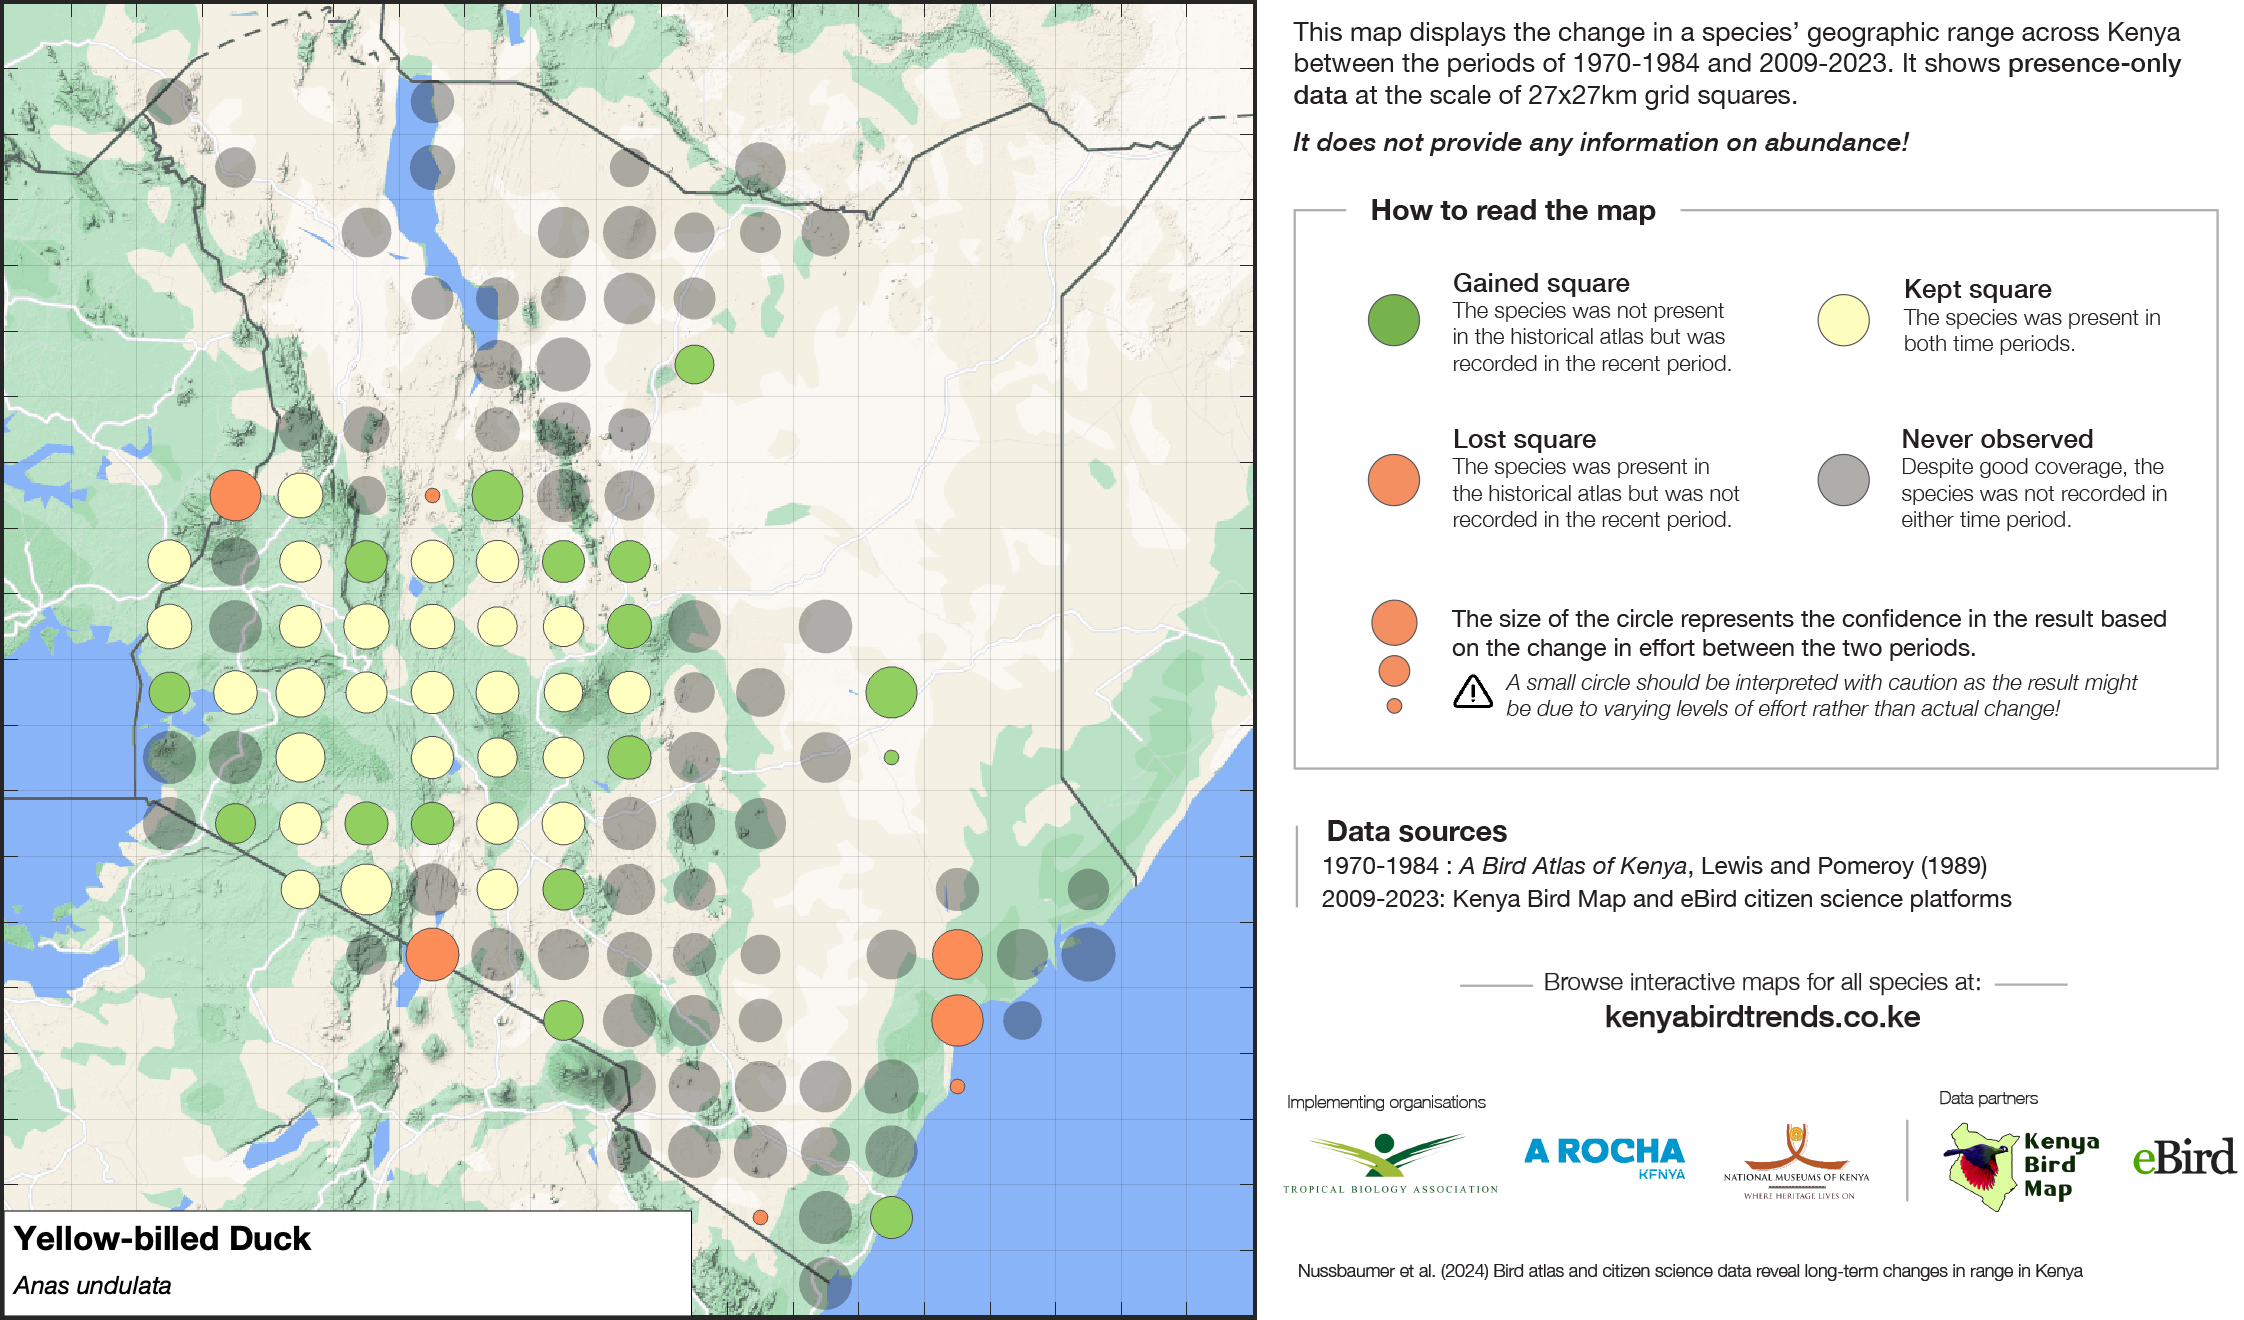 This map displays the change in a species’ geographic range across Kenya
between the periods of 1970-1984 and 2009-2023. It shows presence-only
data at the scale of 27x27km grid squares.
It does not provide any information on abundance!
How to read the map
Gained square
The species was not present
in the historical atlas but was
recorded in the recent period.
Kept square
The species was present in
both time periods.
Lost square
The species was present in
the historical atlas but was not
recorded in the recent period.
Never observed
Despite good coverage, the
species was not recorded in
either time period.
The size of the circle represents the confidence in the result based
on the change in effort between the two periods.
A small circle should be interpreted with caution as the result might
be due to varying levels of effort rather than actual change!
Data sources
1970-1984 : A Bird Atlas of Kenya, Lewis and Pomeroy (1989)
2009-2023: Kenya Bird Map and eBird citizen science platforms
Browse interactive maps for all species at:
kenyabirdtrends.co.ke
Implementing organisations
Data partners
TROPICAL BIOLOGY ASSOCIATION
A ROCHA
KENYA
NATIONAL MUSEUMS OF KENYA
WHERE HERITAGE LIVES ON
Kenya
Bird
Map
eBird
Nussbaumer et al. (2024) Bird atlas and citizen science data reveal long-term changes in range in Kenya
Yellow-billed Duck
Anas undulata